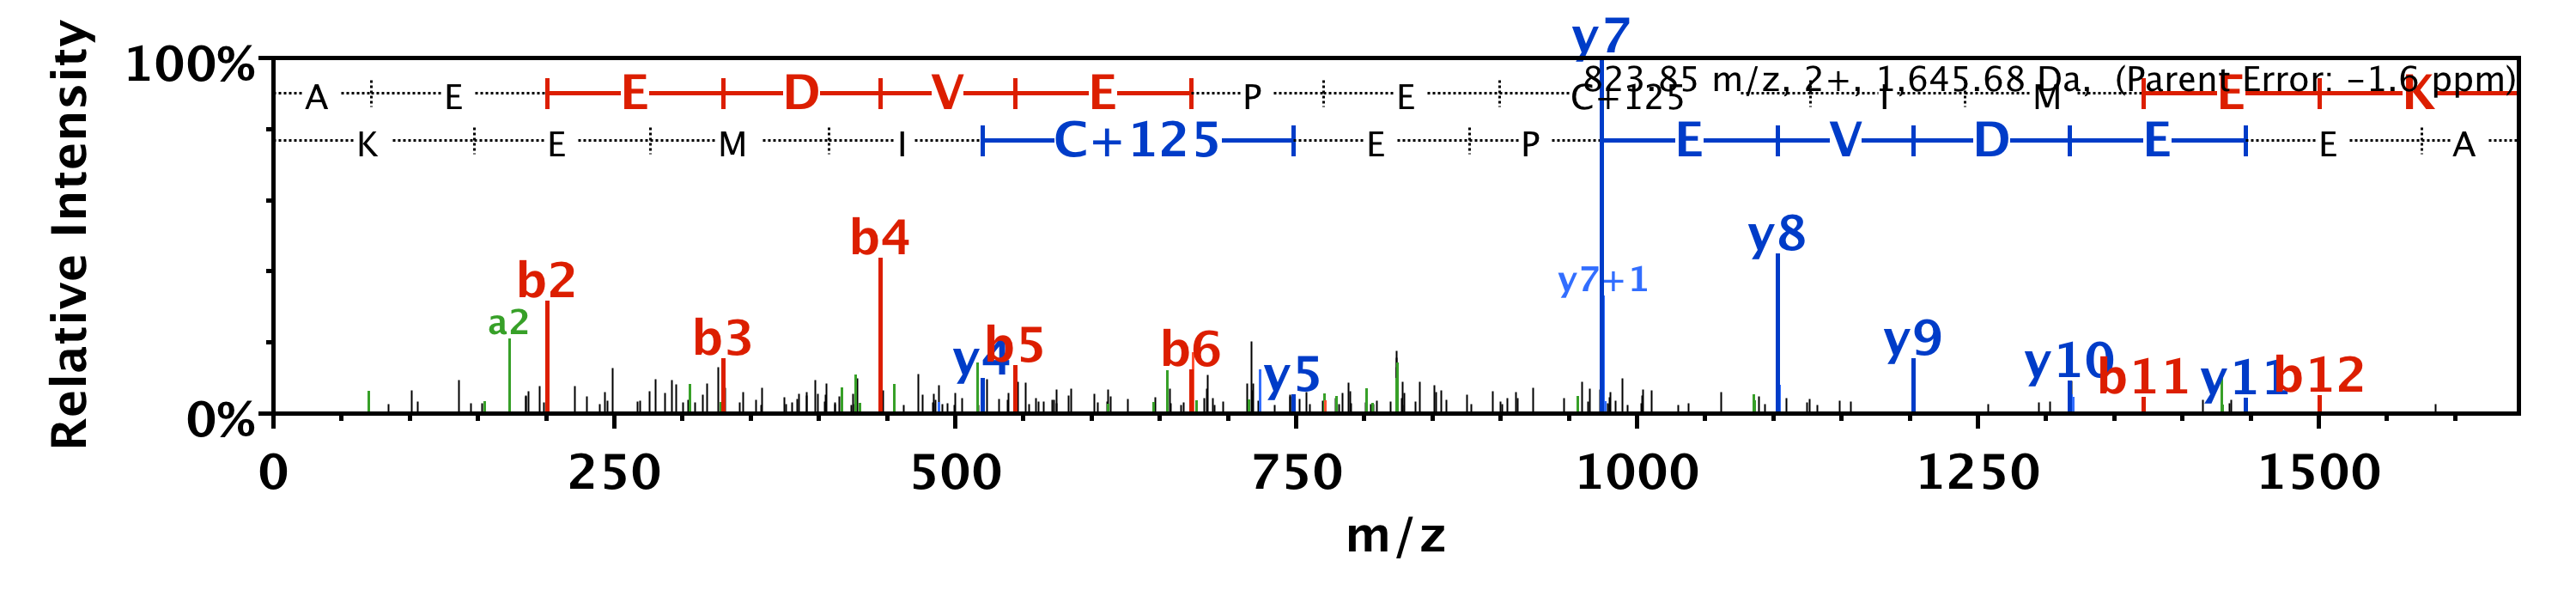 y7
100%
823.85 m/z, 2+, 1,645.68 Da, (Parent Error: −1.6 ppm)
A E E D V E P E C+125 I M E K
K E M I C+125 E P E V D E E A
b4
y8
b2
y7+1
a2
b3 y4 b5 b6 y5 y9 y10 b11 y11 b12
0%
0 250 500 750 1000 1250 1500
m/z
Relative Intensity